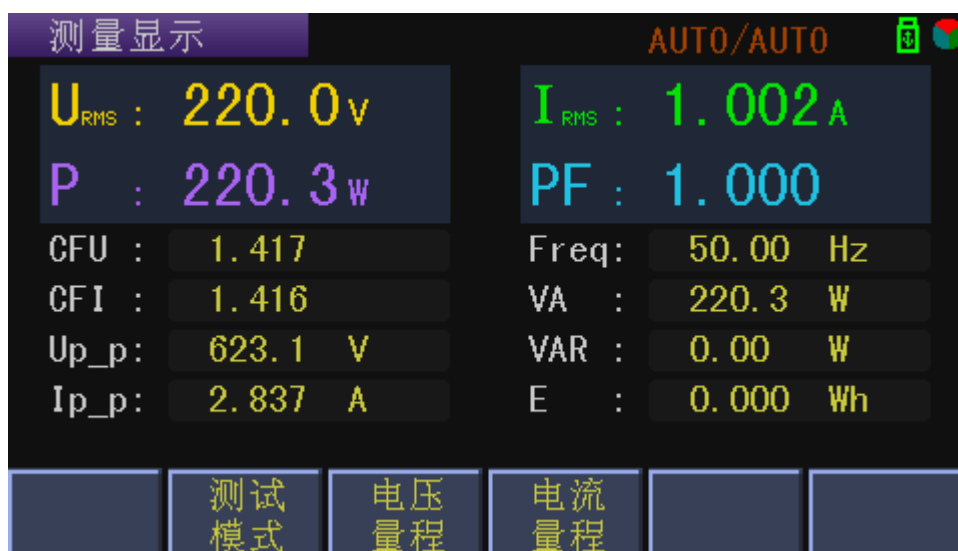 测量显示 AUTO/AUTO
URMS : 220.0V IRMS : 1.002A
P : 220.3W PF : 1.000
CFU : 1.417 Freq: 50.00 Hz
CFI : 1.416 VA : 220.3 W
Up_p: 623.1 V VAR : 0.00 W
Ip_p: 2.837 A E : 0.000 Wh
测试 电压 电流
模式 量程 量程